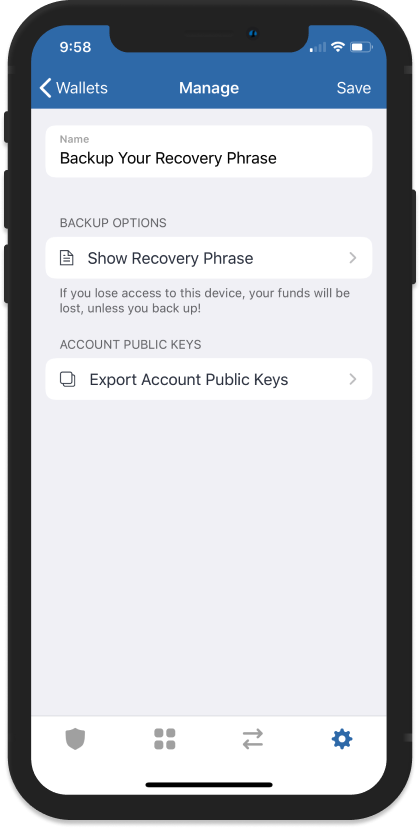 9:58
Wallets
Manage
Save
Name
Backup Your Recovery Phrase
BACKUP OPTIONS
Show Recovery Phrase
If you lose access to this device, your funds will be
lost, unless you back up!
ACCOUNT PUBLIC KEYS
Export Account Public Keys